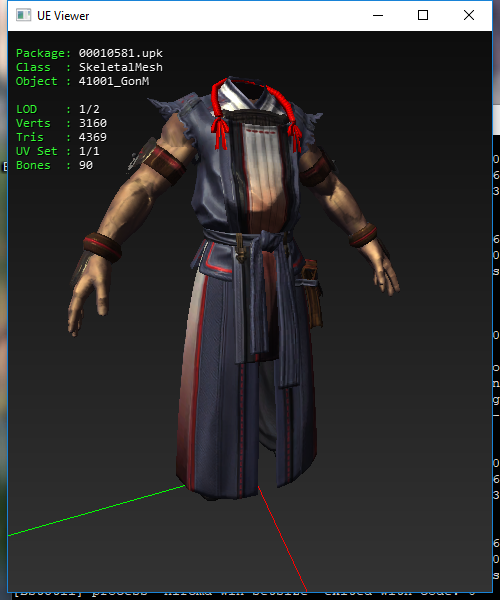 UE Viewer
Package: 00010581.upk
Class : SkeletalMesh
Object : 41001_GonM
LOD : 1/2
Verts : 3160
Tris : 4369
UV Set : 1/1
Bones : 90